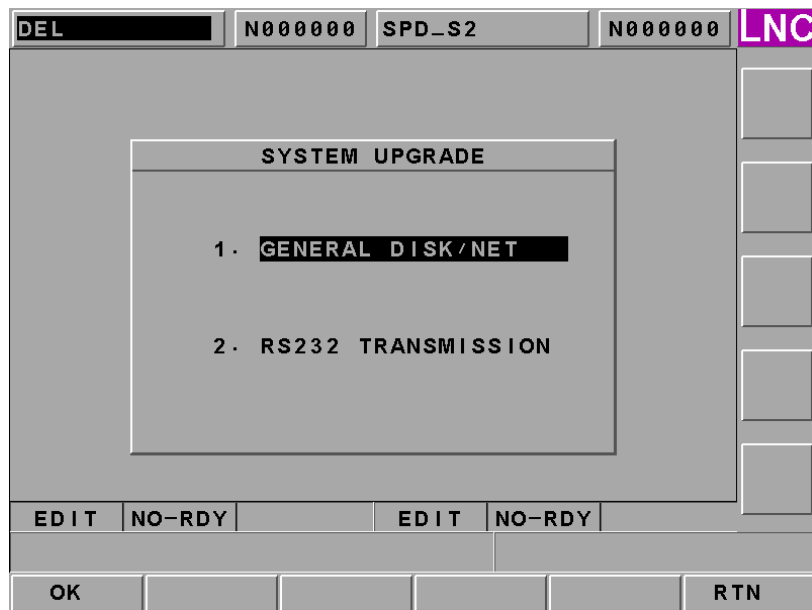 DEL N000000 SPD_S2 N000000 LNC
SYSTEM UPGRADE
1. GENERAL DISK/NET
2. RS232 TRANSMISSION
EDIT NO-RDY EDIT NO-RDY
OK RTN